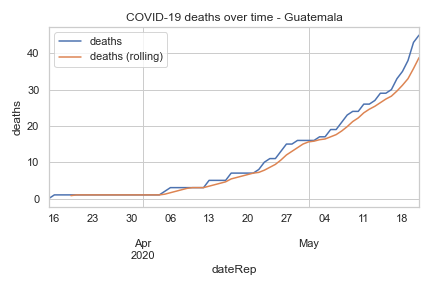 COVID-19 deaths over time - Guatemala
deaths
deaths (rolling)
deaths
40
30
20
10
0
16 23 30 06 13 20 27 04 11 18
Apr May
2020
dateRep